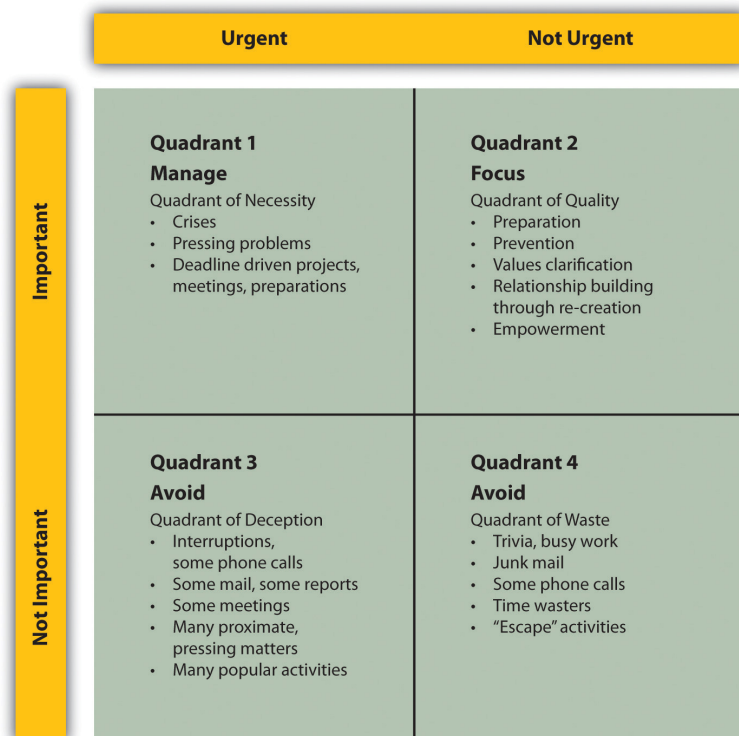 Urgent
Not Urgent
Important
Quadrant 1
Manage
Quadrant of Necessity
• Crises
• Pressing problems
• Deadline driven projects,
meetings, preparations
Quadrant 2
Focus
Quadrant of Quality
• Preparation
• Prevention
• Values clarification
• Relationship building
through re-creation
• Empowerment
Not Important
Quadrant 3
Avoid
Quadrant of Deception
• Interruptions,
some phone calls
• Some mail, some reports
• Some meetings
• Many proximate,
pressing matters
• Many popular activities
Quadrant 4
Avoid
Quadrant of Waste
• Trivia, busy work
• Junk mail
• Some phone calls
• Time wasters
• “Escape” activities